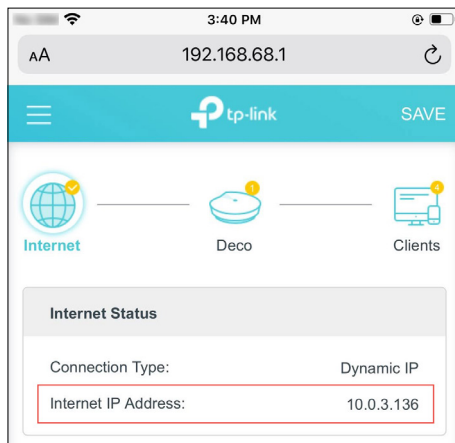 3:40 PM
AA 192.168.68.1
tp-link SAVE
1 4
Internet Deco Clients
Internet Status
Connection Type: Dynamic IP
Internet IP Address: 10.0.3.136